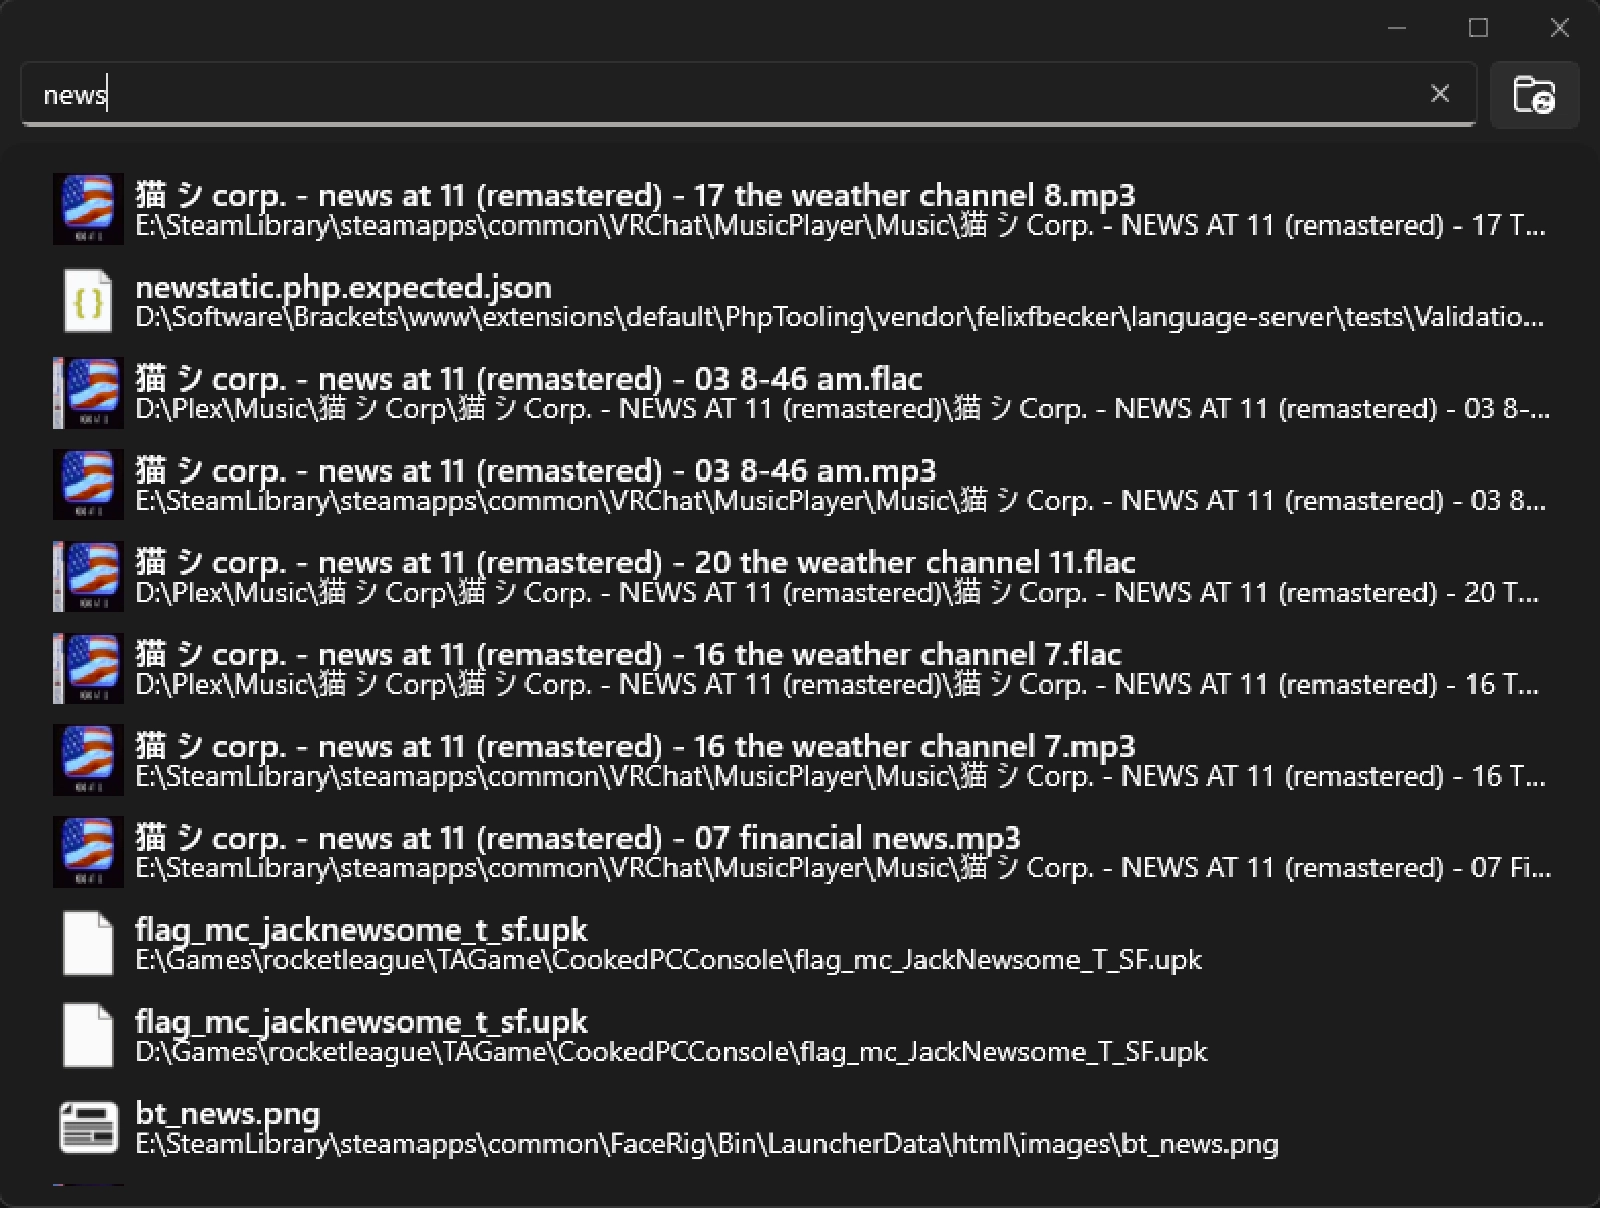 news
猫 シ corp. - news at 11 (remastered) - 17 the weather channel 8.mp3
E:\SteamLibrary\steamapps\common\VRChat\MusicPlayer\Music\猫 シ Corp. - NEWS AT 11 (remastered) - 17 T...
newstatic.php.expected.json
D:\Software\Brackets\www\extensions\default\PhpTooling\vendor\felixfbecker\language-server\tests\Validatio...
猫 シ corp. - news at 11 (remastered) - 03 8-46 am.flac
D:\Plex\Music\猫 シ Corp\猫 シ Corp. - NEWS AT 11 (remastered)\猫 シ Corp. - NEWS AT 11 (remastered) - 03 8-...
猫 シ corp. - news at 11 (remastered) - 03 8-46 am.mp3
E:\SteamLibrary\steamapps\common\VRChat\MusicPlayer\Music\猫 シ Corp. - NEWS AT 11 (remastered) - 03 8...
猫 シ corp. - news at 11 (remastered) - 20 the weather channel 11.flac
D:\Plex\Music\猫 シ Corp\猫 シ Corp. - NEWS AT 11 (remastered)\猫 シ Corp. - NEWS AT 11 (remastered) - 20 T...
猫 シ corp. - news at 11 (remastered) - 16 the weather channel 7.flac
D:\Plex\Music\猫 シ Corp\猫 シ Corp. - NEWS AT 11 (remastered)\猫 シ Corp. - NEWS AT 11 (remastered) - 16 T...
猫 シ corp. - news at 11 (remastered) - 16 the weather channel 7.mp3
E:\SteamLibrary\steamapps\common\VRChat\MusicPlayer\Music\猫 シ Corp. - NEWS AT 11 (remastered) - 16 T...
猫 シ corp. - news at 11 (remastered) - 07 financial news.mp3
E:\SteamLibrary\steamapps\common\VRChat\MusicPlayer\Music\猫 シ Corp. - NEWS AT 11 (remastered) - 07 Fi...
flag_mc_jacknewsome_t_sf.upk
E:\Games\rocketleague\TAGame\CookedPCConsole\flag_mc_JackNewsome_T_SF.upk
flag_mc_jacknewsome_t_sf.upk
D:\Games\rocketleague\TAGame\CookedPCConsole\flag_mc_JackNewsome_T_SF.upk
bt_news.png
E:\SteamLibrary\steamapps\common\FaceRig\Bin\LauncherData\html\images\bt_news.png